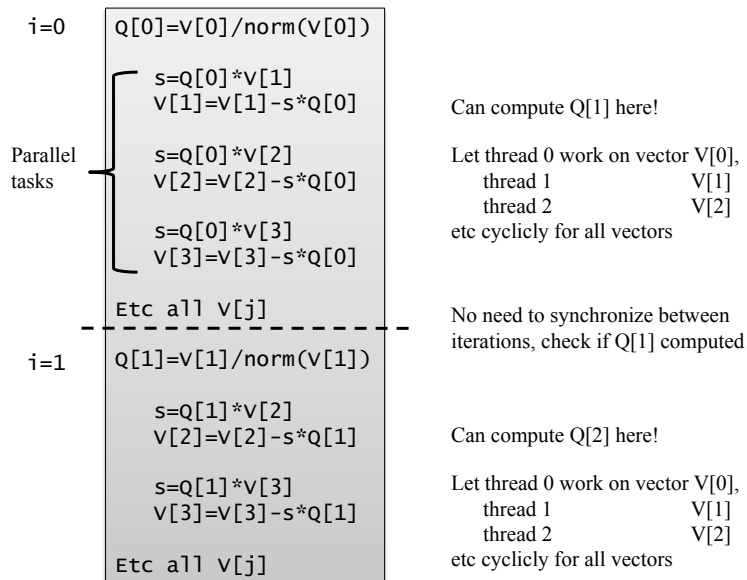 i=0
Q[0]=V[0]/norm(V[0])
s=Q[0]*V[1]
V[1]=V[1]-s*Q[0]
s=Q[0]*V[2]
V[2]=V[2]-s*Q[0]
s=Q[0]*V[3]
V[3]=V[3]-s*Q[0]
Etc all V[j]
Parallel
tasks
Can compute Q[1] here!
Let thread 0 work on vector V[0],
thread 1 V[1]
thread 2 V[2]
etc cyclicly for all vectors
No need to synchronize between
iterations, check if Q[1] computed
i=1
Q[1]=V[1]/norm(V[1])
s=Q[1]*V[2]
V[2]=V[2]-s*Q[1]
s=Q[1]*V[3]
V[3]=V[3]-s*Q[1]
Etc all V[j]
Can compute Q[2] here!
Let thread 0 work on vector V[0],
thread 1 V[1]
thread 2 V[2]
etc cyclicly for all vectors